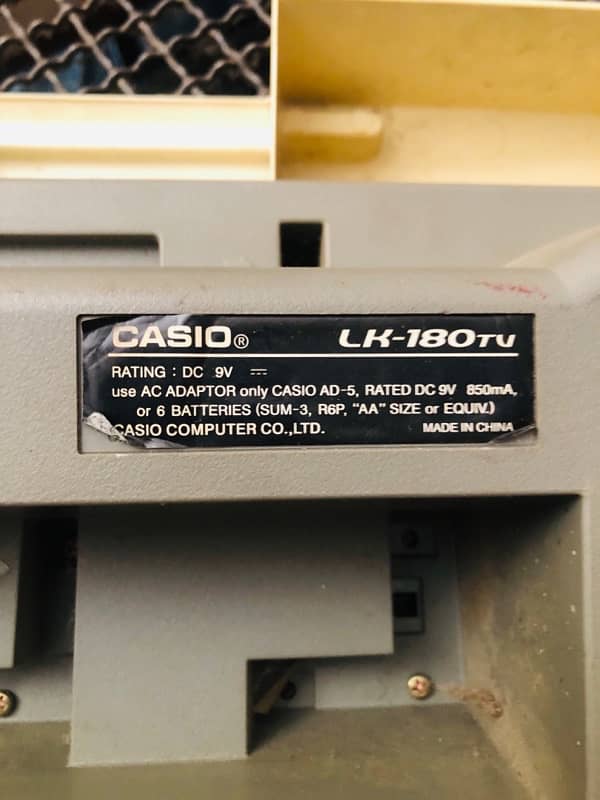 CASIO® LK-180TV
RATING : DC 9V ⎓
use AC ADAPTOR only CASIO AD-5, RATED DC 9V 850mA,
or 6 BATTERIES (SUM-3, R6P, "AA" SIZE or EQUIV.)
CASIO COMPUTER CO.,LTD. MADE IN CHINA